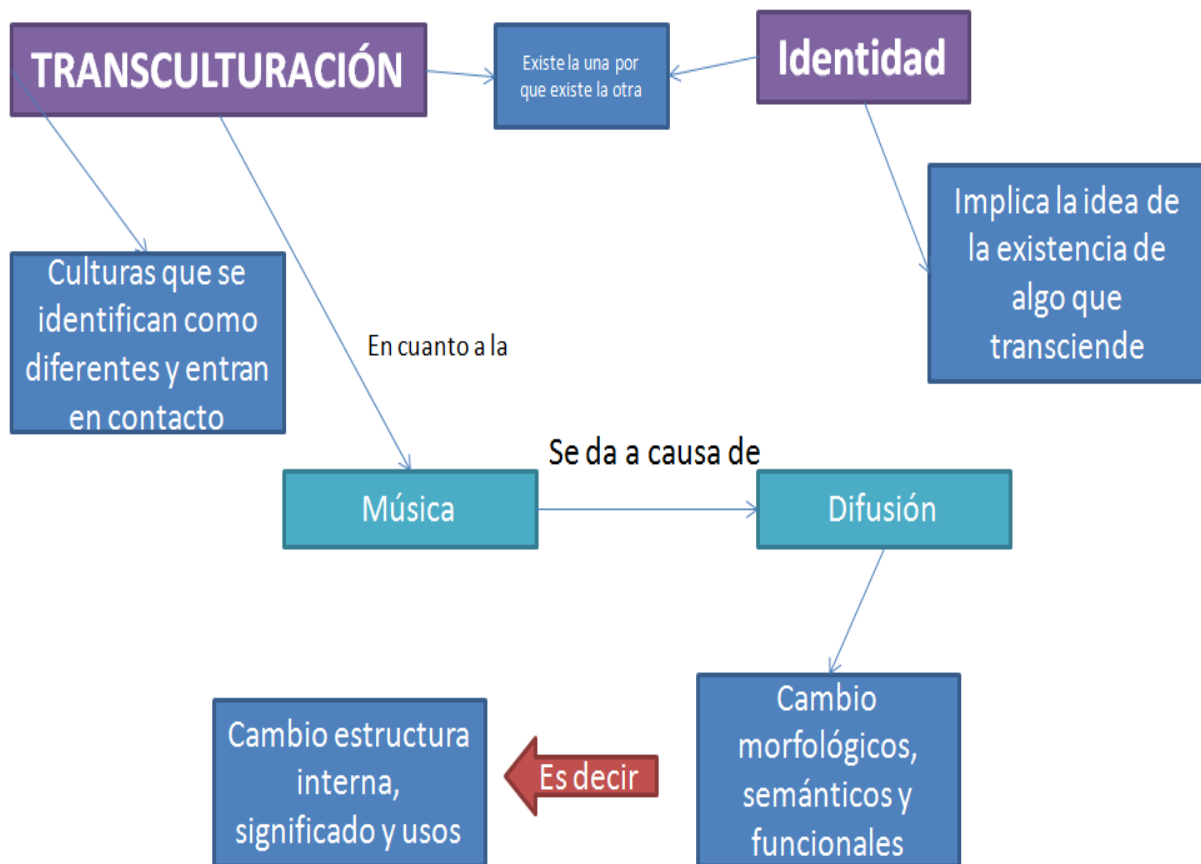 TRANSCULTURACIÓN
Existe la una por
que existe la otra
Identidad
Implica la idea de
la existencia de
algo que
transciende
Culturas que se
identifican como
diferentes y entran
en contacto
En cuanto a la
Se da a causa de
Música
Difusión
Cambio
morfológicos,
semánticos y
funcionales
Es decir
Cambio estructura
interna,
significado y usos